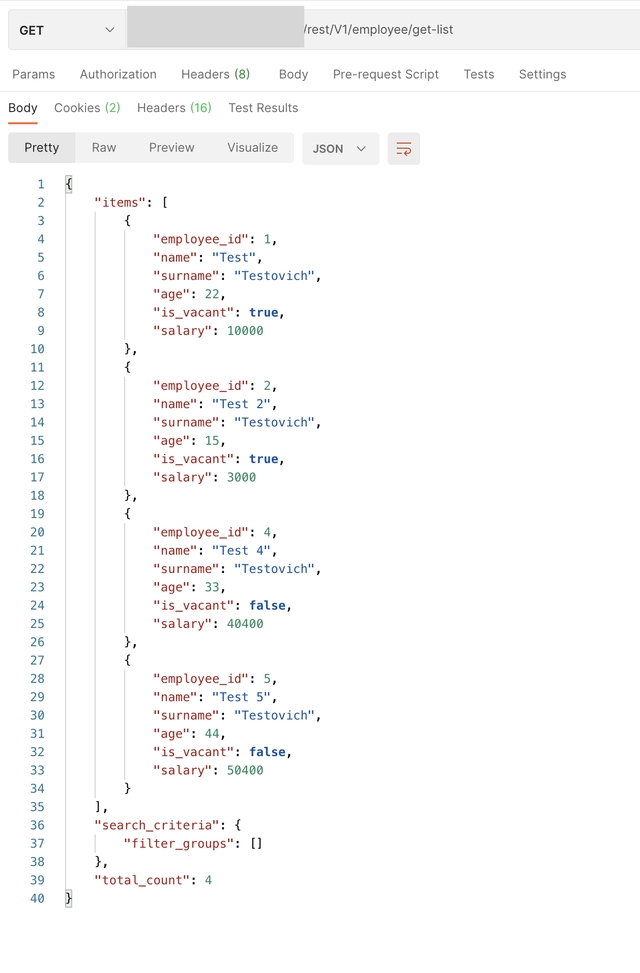 GET /rest/V1/employee/get-list
Params Authorization Headers (8) Body Pre-request Script Tests Settings
Body Cookies (2) Headers (16) Test Results
Pretty Raw Preview Visualize JSON
1 {
2 "items": [
3 {
4 "employee_id": 1,
5 "name": "Test",
6 "surname": "Testovich",
7 "age": 22,
8 "is_vacant": true,
9 "salary": 10000
10 },
11 {
12 "employee_id": 2,
13 "name": "Test 2",
14 "surname": "Testovich",
15 "age": 15,
16 "is_vacant": true,
17 "salary": 3000
18 },
19 {
20 "employee_id": 4,
21 "name": "Test 4",
22 "surname": "Testovich",
23 "age": 33,
24 "is_vacant": false,
25 "salary": 40400
26 },
27 {
28 "employee_id": 5,
29 "name": "Test 5",
30 "surname": "Testovich",
31 "age": 44,
32 "is_vacant": false,
33 "salary": 50400
34 }
35 ],
36 "search_criteria": {
37 "filter_groups": []
38 },
39 "total_count": 4
40 }